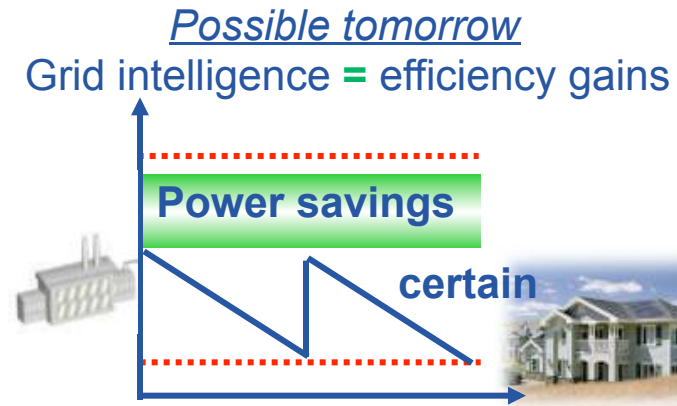 Possible tomorrow
Grid intelligence = efficiency gains
Power savings
certain